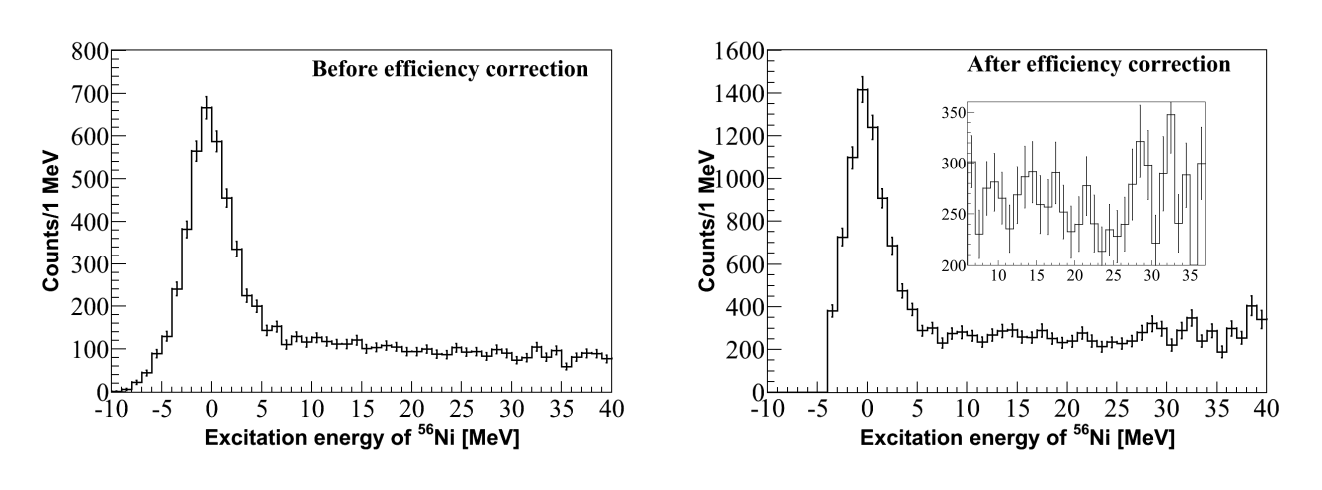 Before efficiency correction
800
700
600
500
400
300
200
100
0
Counts/1 MeV
-10 -5 0 5 10 15 20 25 30 35 40
Excitation energy of ⁵⁶Ni [MeV]
After efficiency correction
1600
1400
1200
1000
800
600
400
200
0
Counts/1 MeV
350
300
250
200
10 15 20 25 30 35
-10 -5 0 5 10 15 20 25 30 35 40
Excitation energy of ⁵⁶Ni [MeV]